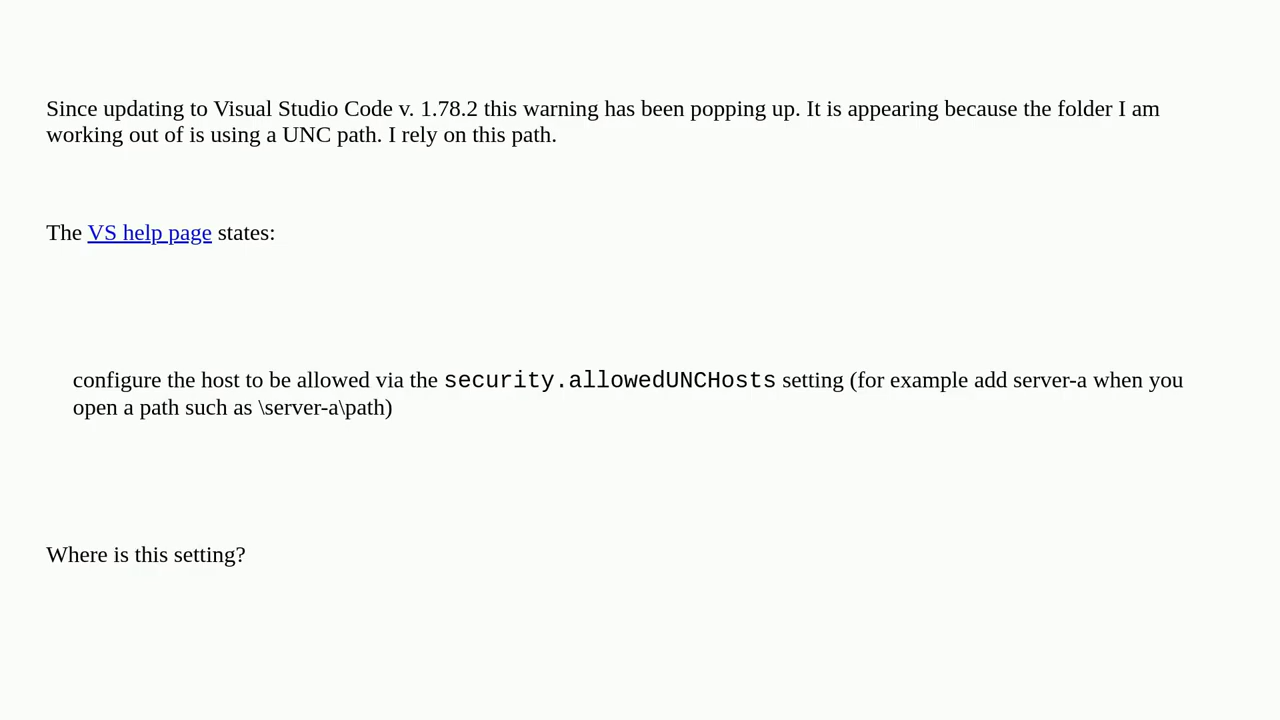 Since updating to Visual Studio Code v. 1.78.2 this warning has been popping up. It is appearing because the folder I am
working out of is using a UNC path. I rely on this path.
The VS help page states:
configure the host to be allowed via the security.allowedUNCHosts setting (for example add server-a when you
open a path such as \server-a\path)
Where is this setting?